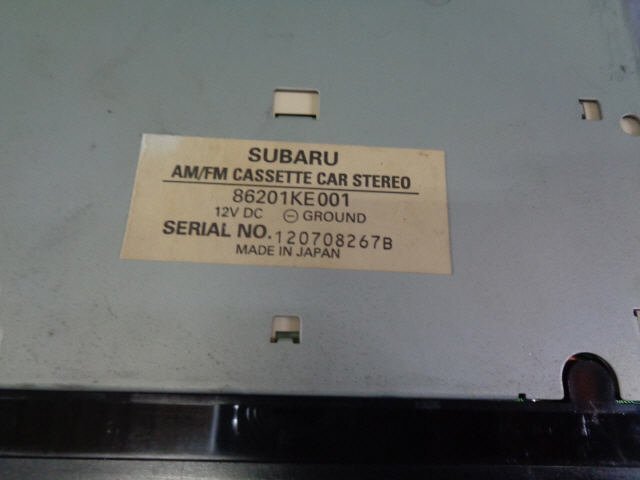 SUBARU
AM/FM CASSETTE CAR STEREO
86201KE001
12V DC ⊖ GROUND
SERIAL NO. 120708267B
MADE IN JAPAN